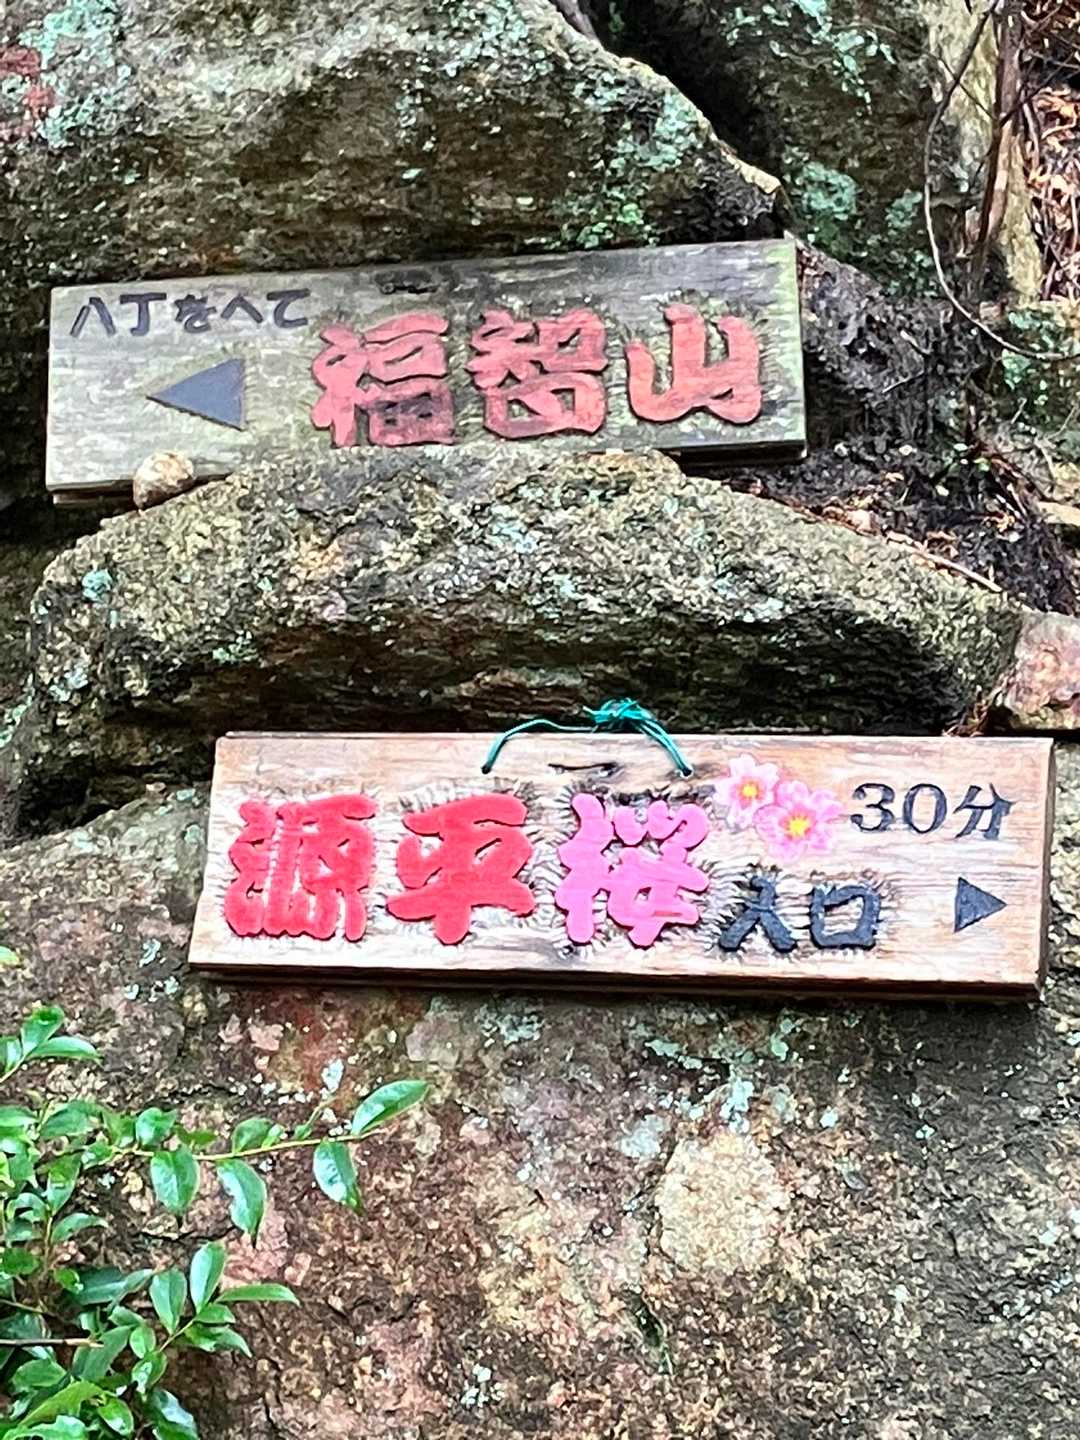 八丁をへて
福智山
源平桜
30分
入口